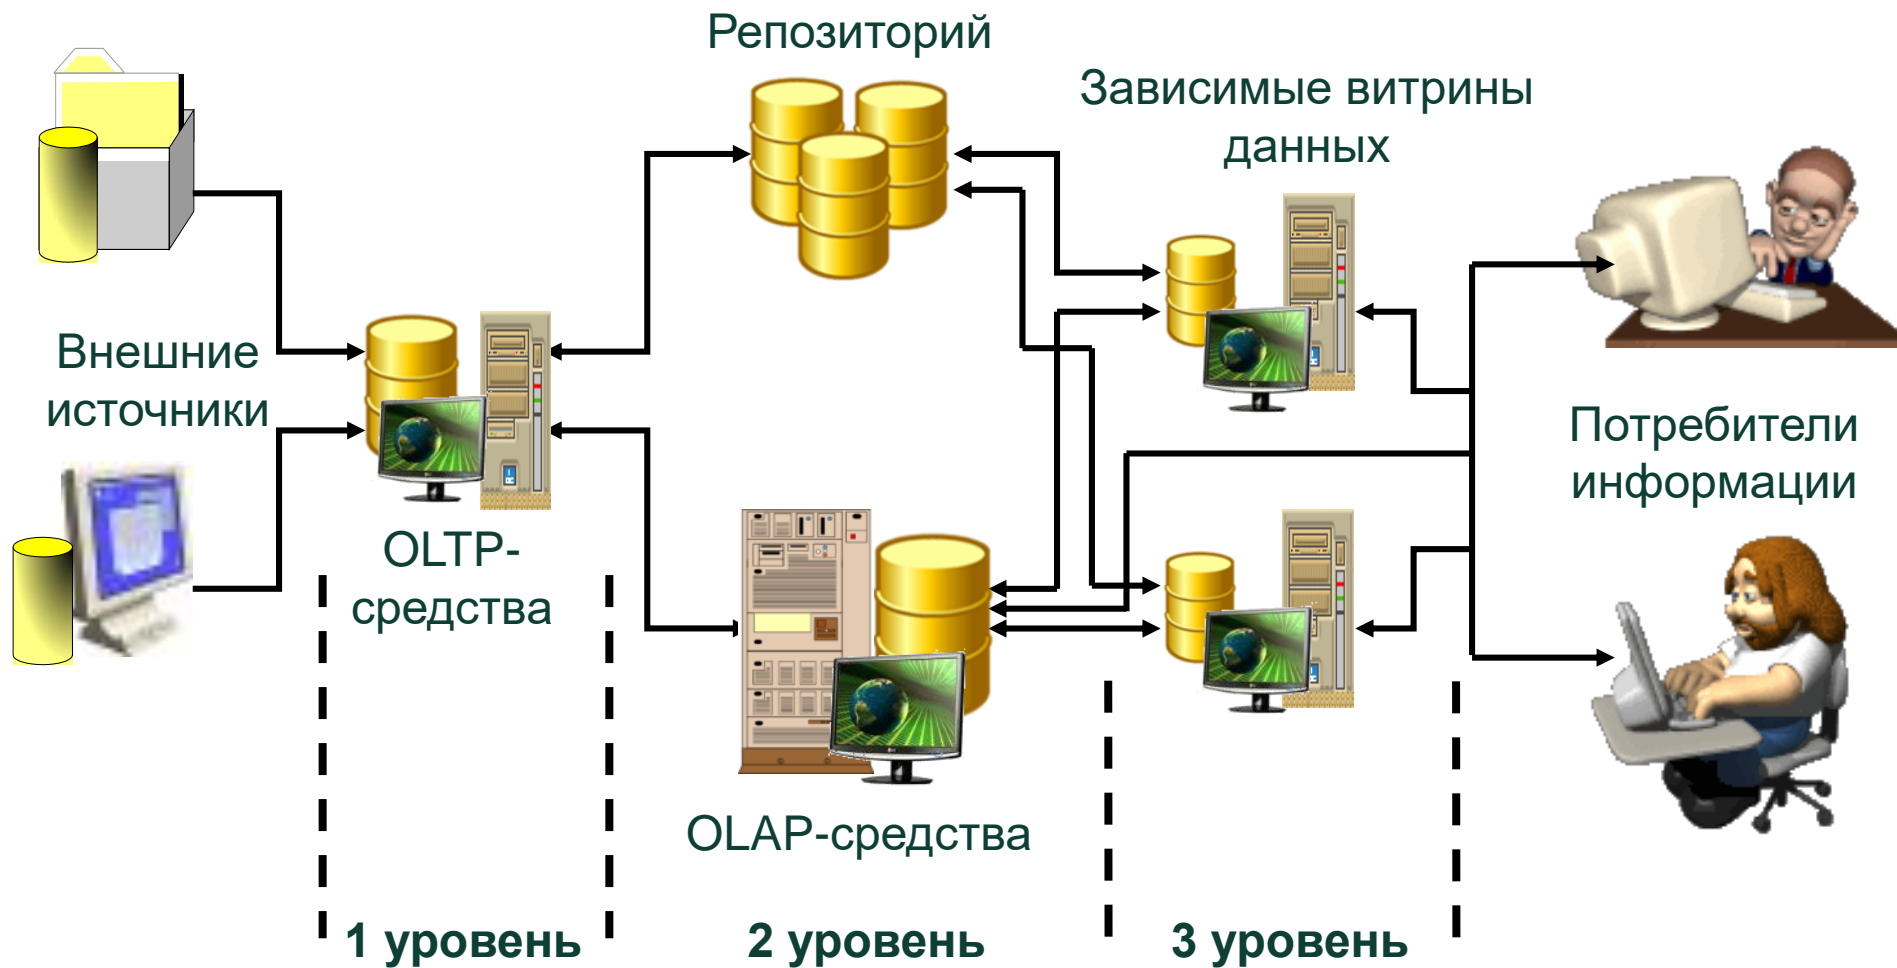 Репозиторий
Зависимые витрины
данных
Внешние
источники
OLTP-
средства
Потребители
информации
OLAP-средства
1 уровень
2 уровень
3 уровень